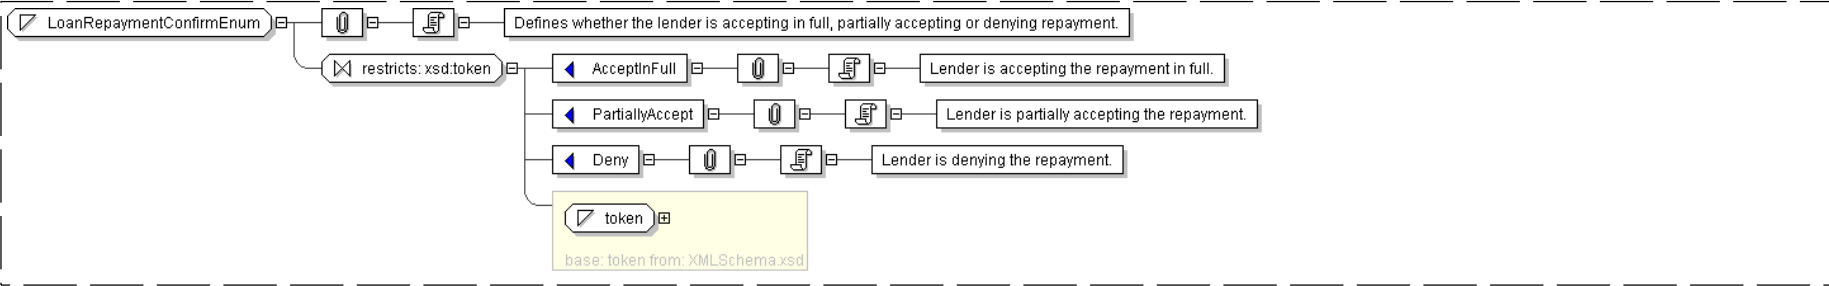 LoanRepaymentConfirmEnum
Defines whether the lender is accepting in full, partially accepting or denying repayment.
restricts: xsd:token
AcceptInFull
Lender is accepting the repayment in full.
PartiallyAccept
Lender is partially accepting the repayment.
Deny
Lender is denying the repayment.
token
base: token from: XMLSchema.xsd